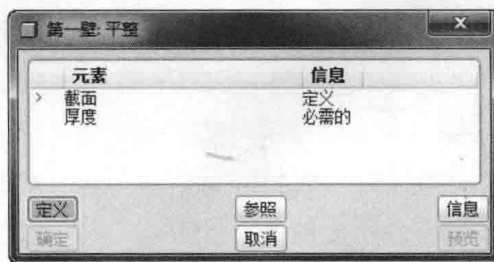 第一壁:平整
元素 信息
> 截面 定义
厚度 必需的
定义 参照 信息
确定 取消 预览